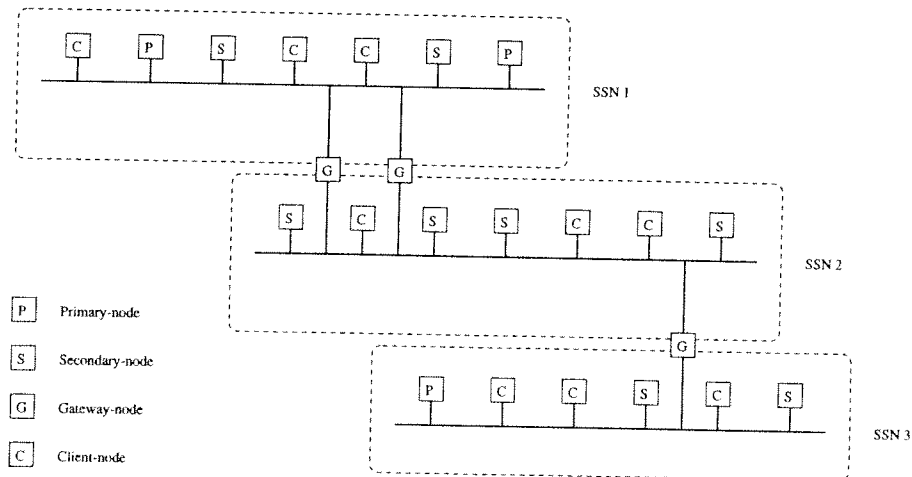 C P S C C S P
SSN 1
G G
S C S S C C S
SSN 2
P Primary-node
G
S Secondary-node
P C C S C S
G Gateway-node
SSN 3
C Client-node